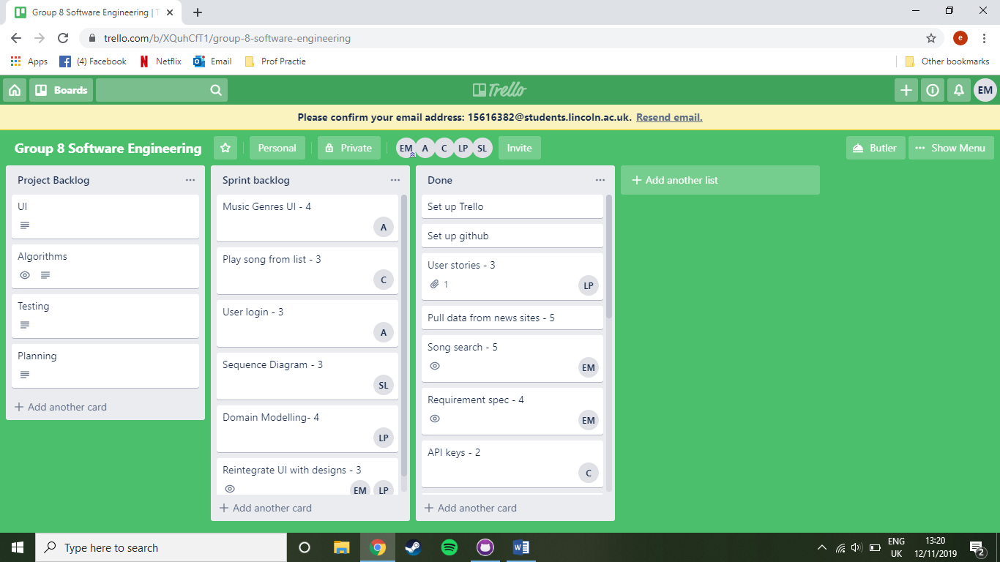 Group 8 Software Engineering | T
trello.com/b/XQuhCfT1/group-8-software-engineering
e
Apps (4) Facebook Netflix Email Prof Practie Other bookmarks
Boards Trello EM
Please confirm your email address: 15616382@students.lincoln.ac.uk. Resend email.
Group 8 Software Engineering Personal Private EM A C LP SL Invite Butler Show Menu
Project Backlog
UI
Algorithms
Testing
Planning
Add another card
Sprint backlog
Music Genres UI - 4
A
Play song from list - 3
C
User login - 3
A
Sequence Diagram - 3
SL
Domain Modelling- 4
LP
Reintegrate UI with designs - 3
EM LP
Add another card
Done
Set up Trello
Set up github
User stories - 3
1 LP
Pull data from news sites - 5
Song search - 5
EM
Requirement spec - 4
EM
API keys - 2
C
Add another card
Add another list
Type here to search
ENG
UK
13:20
12/11/2019
2